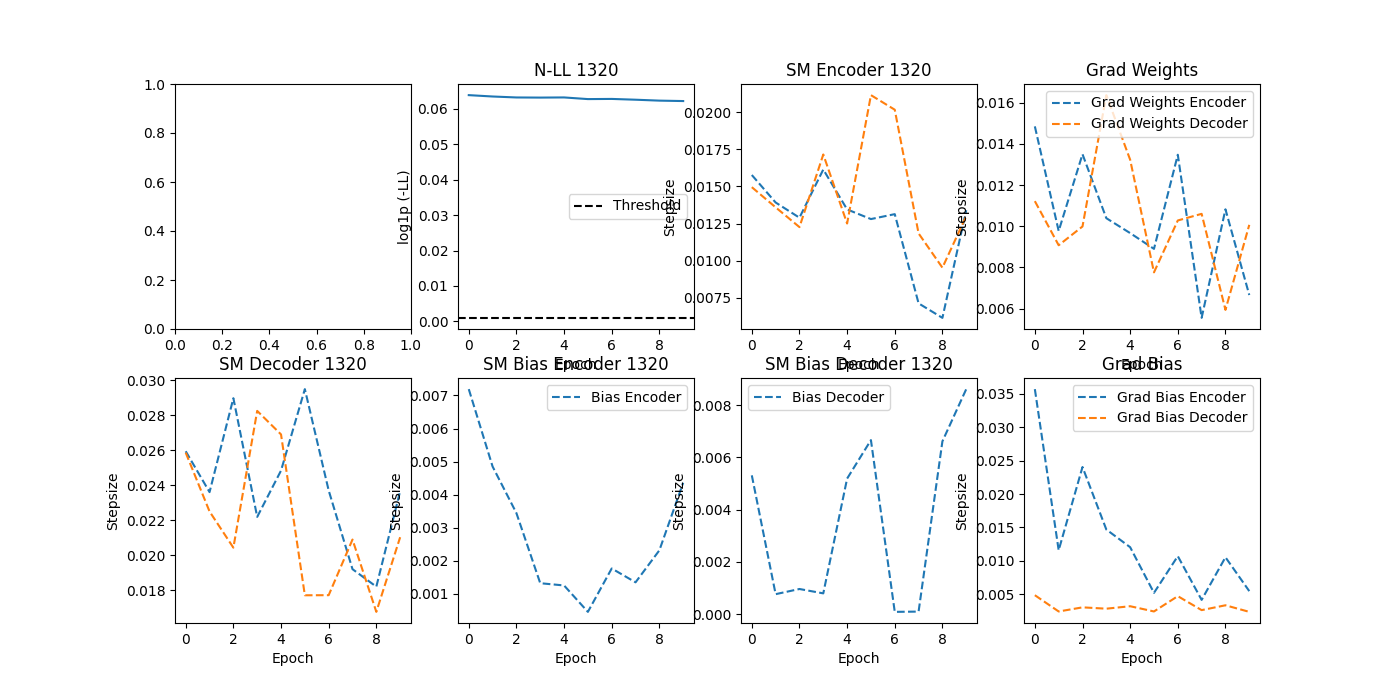 N-LL 1320
SM Encoder 1320
Grad Weights
1.0
0.8
0.6
0.4
0.2
0.0
0.0 0.2 0.4 0.6 0.8 1.0
log1p (-LL)
0.06
0.05
0.04
0.03
0.02
0.01
0.00
Threshold
0 2 4 6 8
Epoch
Stepsize
0.0200
0.0175
0.0150
0.0125
0.0100
0.0075
0 2 4 6 8
Epoch
Stepsize
0.016
0.014
0.012
0.010
0.008
0.006
Grad Weights Encoder
Grad Weights Decoder
0 2 4 6 8
Epoch
SM Decoder 1320
SM Bias Encoder 1320
SM Bias Decoder 1320
Grad Bias
Stepsize
0.030
0.028
0.026
0.024
0.022
0.020
0.018
0 2 4 6 8
Epoch
Stepsize
0.007
0.006
0.005
0.004
0.003
0.002
0.001
Bias Encoder
0 2 4 6 8
Epoch
Stepsize
0.008
0.006
0.004
0.002
0.000
Bias Decoder
0 2 4 6 8
Epoch
Stepsize
0.035
0.030
0.025
0.020
0.015
0.010
0.005
Grad Bias Encoder
Grad Bias Decoder
0 2 4 6 8
Epoch